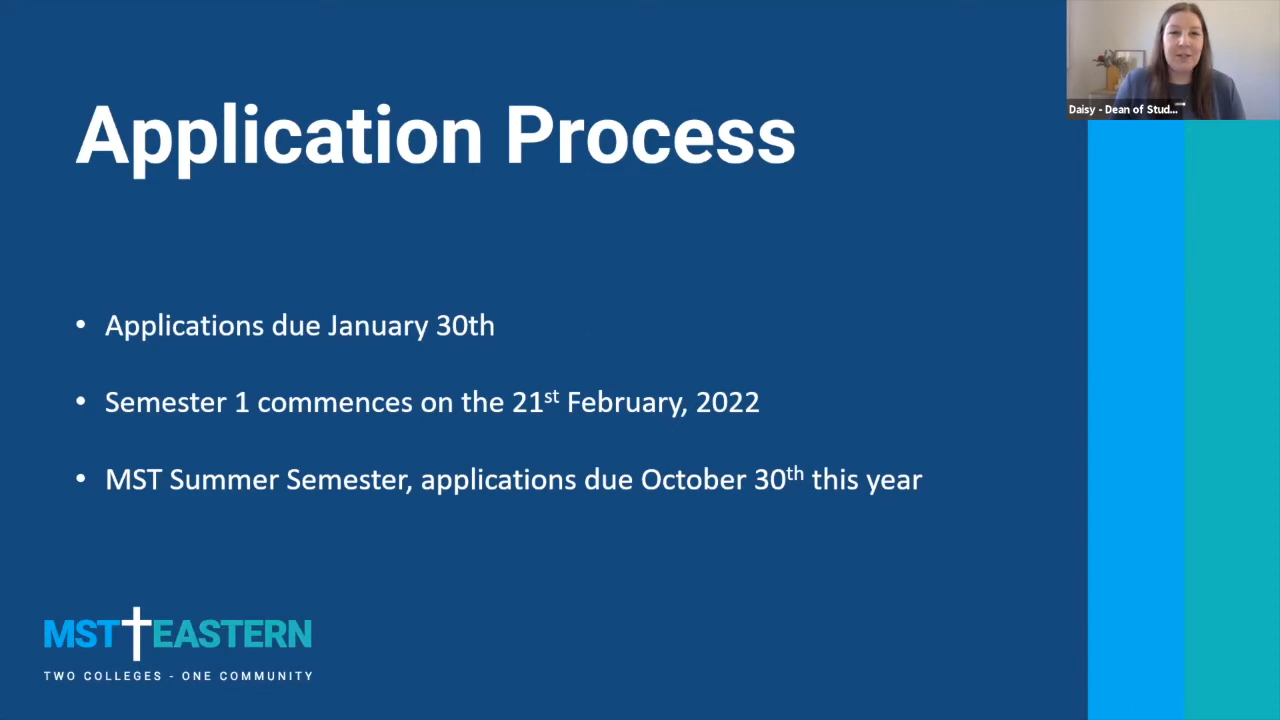 Application Process
Daisy - Dean of Stud...
• Applications due January 30th
• Semester 1 commences on the 21st February, 2022
• MST Summer Semester, applications due October 30th this year
MST EASTERN
TWO COLLEGES - ONE COMMUNITY